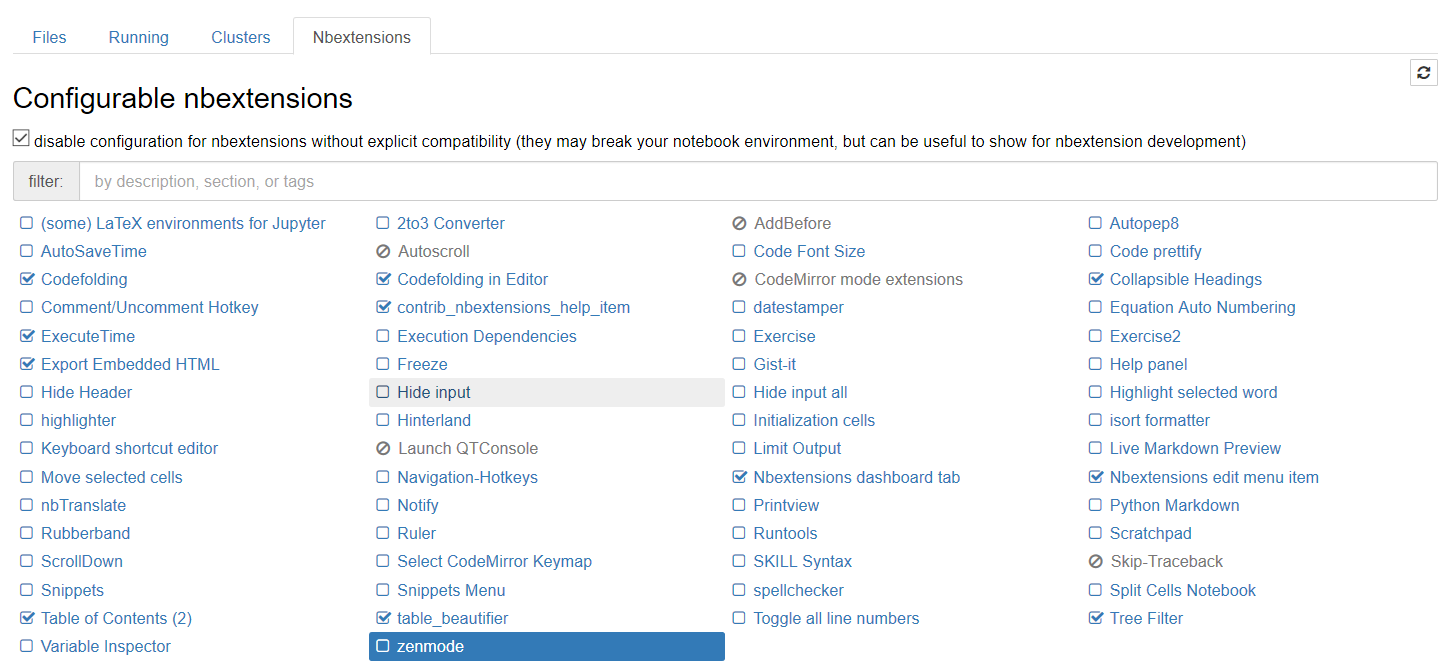 Files Running Clusters Nbextensions
Configurable nbextensions
disable configuration for nbextensions without explicit compatibility (they may break your notebook environment, but can be useful to show for nbextension development)
filter: by description, section, or tags
(some) LaTeX environments for Jupyter 2to3 Converter AddBefore Autopep8
AutoSaveTime Autoscroll Code Font Size Code prettify
Codefolding Codefolding in Editor CodeMirror mode extensions Collapsible Headings
Comment/Uncomment Hotkey contrib_nbextensions_help_item datestamper Equation Auto Numbering
ExecuteTime Execution Dependencies Exercise Exercise2
Export Embedded HTML Freeze Gist-it Help panel
Hide Header Hide input Hide input all Highlight selected word
highlighter Hinterland Initialization cells isort formatter
Keyboard shortcut editor Launch QTConsole Limit Output Live Markdown Preview
Move selected cells Navigation-Hotkeys Nbextensions dashboard tab Nbextensions edit menu item
nbTranslate Notify Printview Python Markdown
Rubberband Ruler Runtools Scratchpad
ScrollDown Select CodeMirror Keymap SKILL Syntax Skip-Traceback
Snippets Snippets Menu spellchecker Split Cells Notebook
Table of Contents (2) table_beautifier Toggle all line numbers Tree Filter
Variable Inspector zenmode